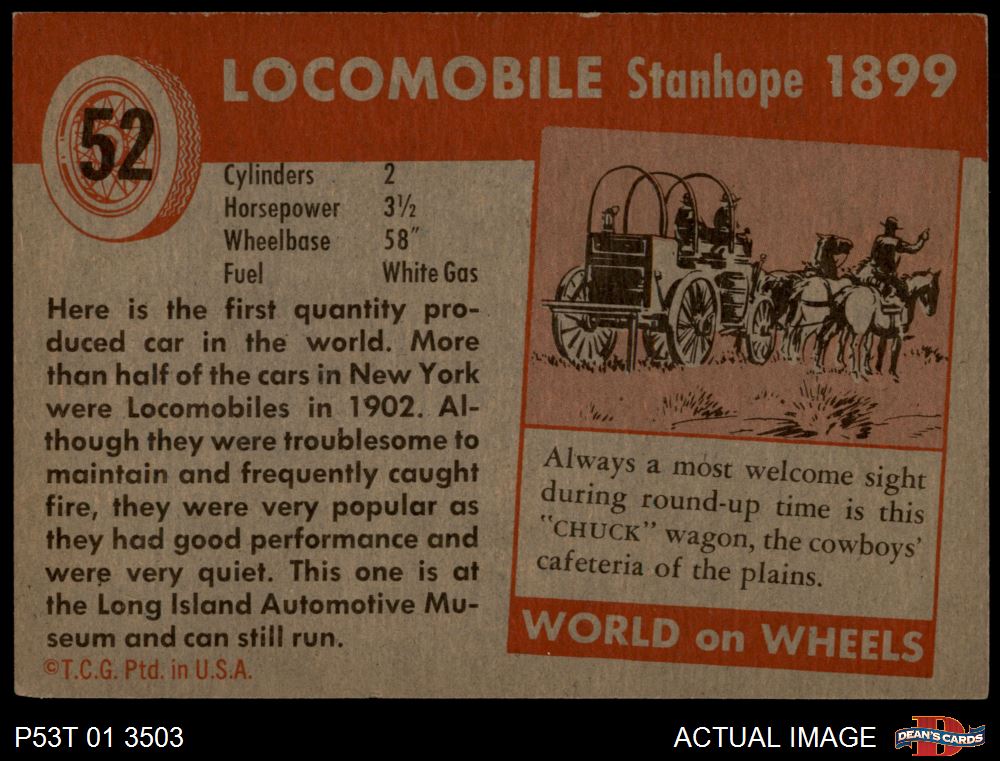 52
LOCOMOBILE Stanhope 1899
Cylinders 2
Horsepower 3½
Wheelbase 58"
Fuel White Gas
Here is the first quantity pro-
duced car in the world. More
than half of the cars in New York
were Locomobiles in 1902. Al-
though they were troublesome to
maintain and frequently caught
fire, they were very popular as
they had good performance and
were very quiet. This one is at
the Long Island Automotive Mu-
seum and can still run.
©T.C.G. Ptd. in U.S.A.
Always a most welcome sight
during round-up time is this
"CHUCK" wagon, the cowboys'
cafeteria of the plains.
WORLD on WHEELS
P53T 01 3503
ACTUAL IMAGE
D
DEAN'S CARDS